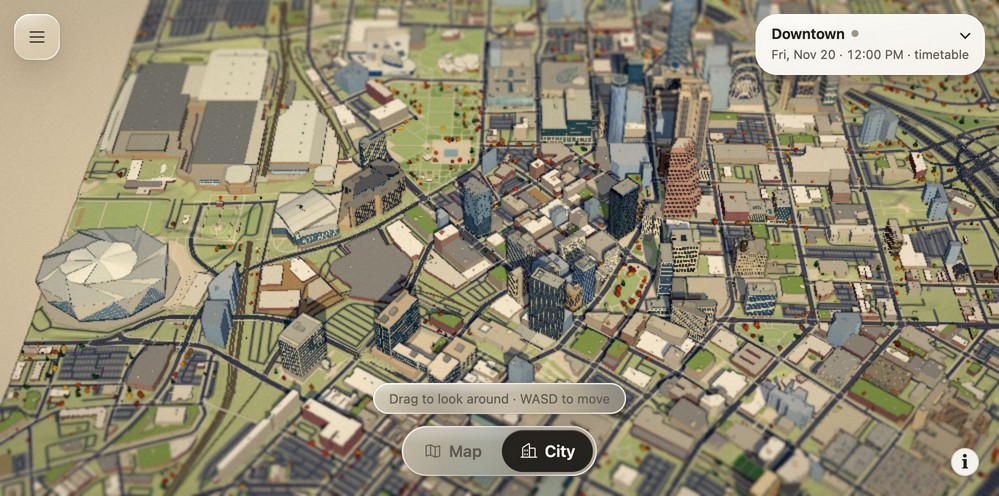 Downtown
Fri, Nov 20 · 12:00 PM · timetable
Drag to look around · WASD to move
Map
City